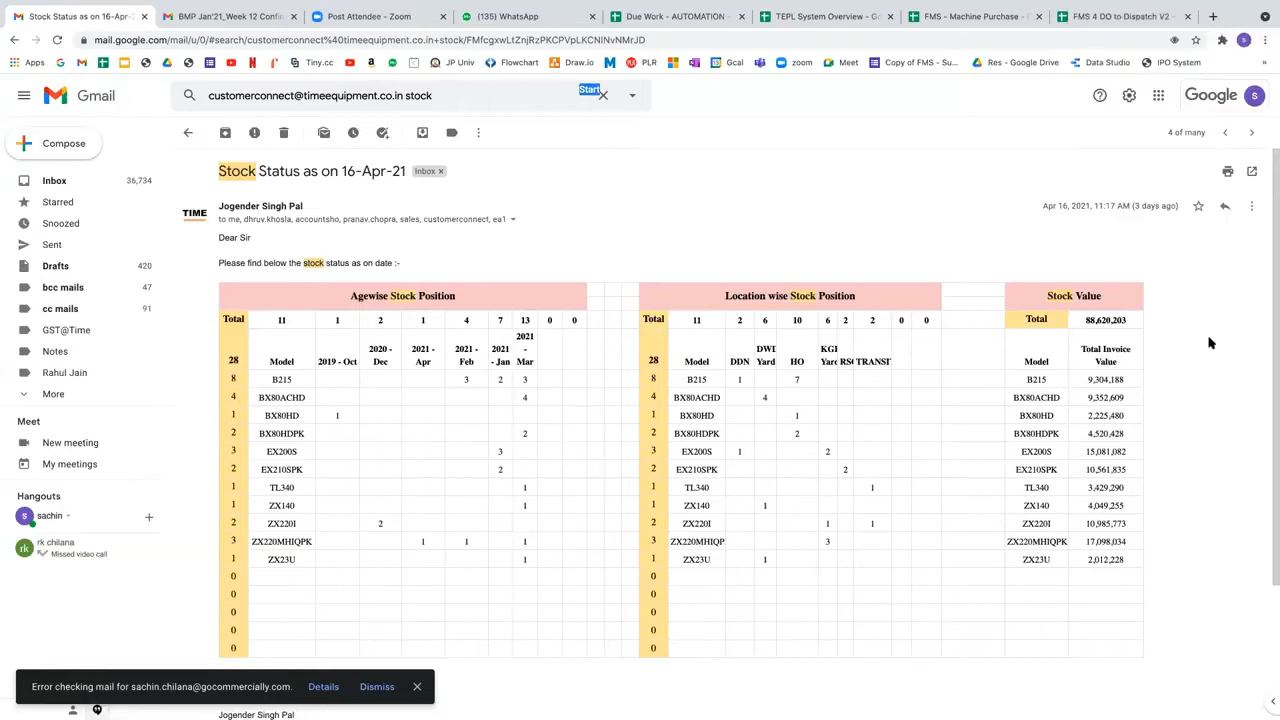 Stock Status as on 16-Apr-2
BMP Jan'21_Week 12 Confin
Post Attendee - Zoom
(135) WhatsApp
Due Work - AUTOMATION -
TEPL System Overview - G
FMS - Machine Purchase - F
FMS 4 DO to Dispatch V2 -
mail.google.com/mail/u/0/#search/customerconnect%40timeequipment.co.in+stock/FMfcgxwLtZnjRzPKCPVpLKCNlNvNMrJD
Apps
Tiny.cc
JP Univ
Flowchart
Draw.io
PLR
Gcal
zoom
Meet
Copy of FMS - Su...
Res - Google Drive
Data Studio
IPO System
»
Gmail
customerconnect@timeequipment.co.in stock
Start
Google
S
Compose
4 of many
Inbox 36,734
Starred
Snoozed
Sent
Drafts 420
bcc mails 47
cc mails 91
GST@Time
Notes
Rahul Jain
More
Meet
New meeting
My meetings
Hangouts
sachin
rk chilana
Missed video call
Stock Status as on 16-Apr-21 Inbox x
TIME
Jogender Singh Pal
to me, dhruv.khosla, accountsho, pranav.chopra, sales, customerconnect, ea1
Apr 16, 2021, 11:17 AM (3 days ago)
Dear Sir
Please find below the stock status as on date :-
Agewise Stock Position Location wise Stock Position Stock Value
Total 11 1 2 1 4 7 13 0 0 Total 11 2 6 10 6 2 2 0 0 Total 88,620,203
28 Model 2019 - Oct 2020 - Dec 2021 - Apr 2021 - Feb 2021 - Jan 2021 - Mar 28 Model DDN DWI Yard HO KGI Yard RSO TRANST Model Total Invoice Value
8 B215 3 2 3 8 B215 1 7 B215 9,304,188
4 BX80ACHD 4 4 BX80ACHD 4 BX80ACHD 9,352,609
1 BX80HD 1 1 BX80HD 1 BX80HD 2,225,480
2 BX80HDPK 2 2 BX80HDPK 2 BX80HDPK 4,520,428
3 EX200S 3 3 EX200S 1 2 EX200S 15,081,082
2 EX210SPK 2 2 EX210SPK 2 EX210SPK 10,561,835
1 TL340 1 1 TL340 1 TL340 3,429,290
1 ZX140 1 1 ZX140 1 ZX140 4,049,255
2 ZX220I 2 2 ZX220I 1 1 ZX220I 10,985,773
3 ZX220MHIQPK 1 1 1 3 ZX220MHIQP 3 ZX220MHIQPK 17,098,034
1 ZX23U 1 1 ZX23U 1 ZX23U 2,012,228
0 0
0 0
0 0
0 0
0 0
Error checking mail for sachin.chilana@gocommercially.com. Details Dismiss
Jogender Singh Pal